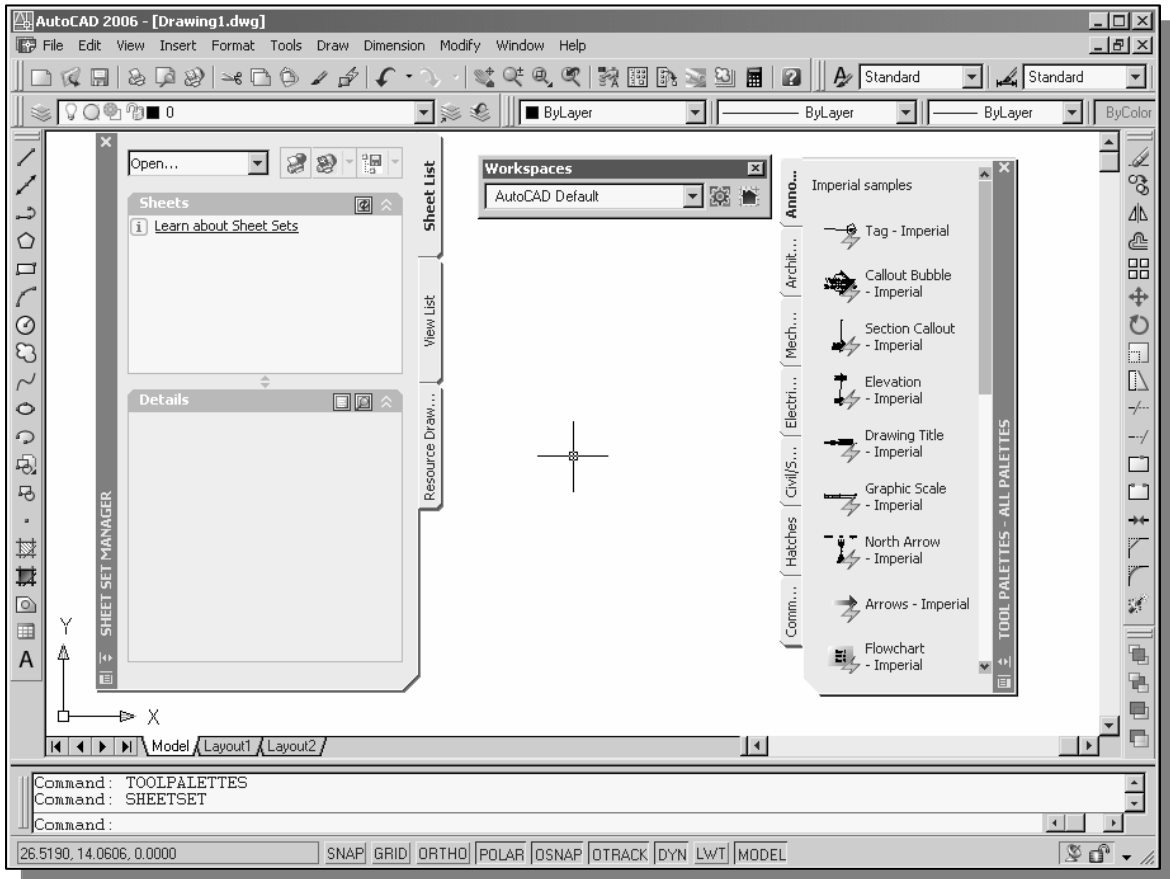 AutoCAD 2006 - [Drawing1.dwg]
File Edit View Insert Format Tools Draw Dimension Modify Window Help
Standard Standard
0 ByLayer ByLayer ByLayer ByColor
Open...
Sheets
Learn about Sheet Sets
Details
SHEET SET MANAGER
Sheet List
View List
Resource Draw...
Workspaces
AutoCAD Default
Anno...
Archit...
Mech...
Electri...
Civil/S...
Hatches
Comm...
Imperial samples
Tag - Imperial
Callout Bubble
- Imperial
Section Callout
- Imperial
Elevation
- Imperial
Drawing Title
- Imperial
Graphic Scale
- Imperial
North Arrow
- Imperial
Arrows - Imperial
Flowchart
- Imperial
TOOL PALETTES - ALL PALETTES
A
Y
X
Model Layout1 Layout2
Command: TOOLPALETTES
Command: SHEETSET
Command:
26.5190, 14.0606, 0.0000 SNAP GRID ORTHO POLAR OSNAP OTRACK DYN LWT MODEL